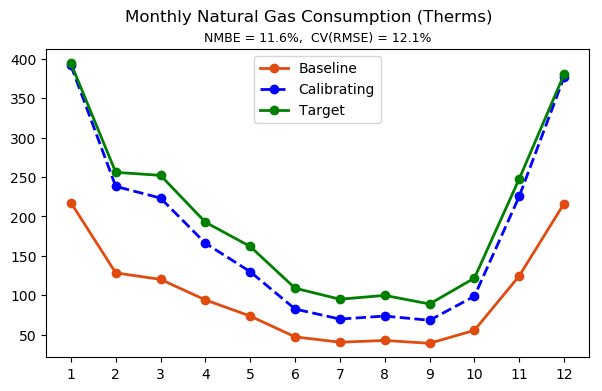 Monthly Natural Gas Consumption (Therms)
NMBE = 11.6%,  CV(RMSE) = 12.1%
Baseline
Calibrating
Target
400
350
300
250
200
150
100
50
1 2 3 4 5 6 7 8 9 10 11 12